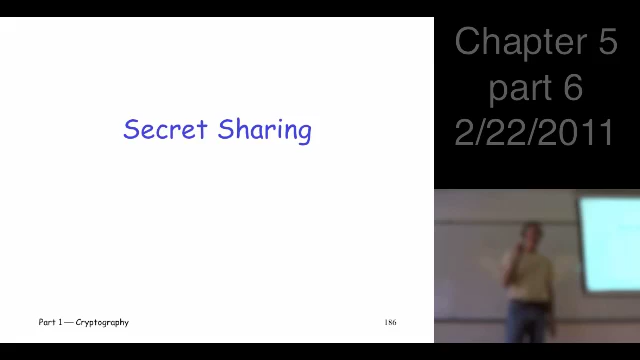 Secret Sharing
Part 1 — Cryptography
186
Chapter 5
part 6
2/22/2011